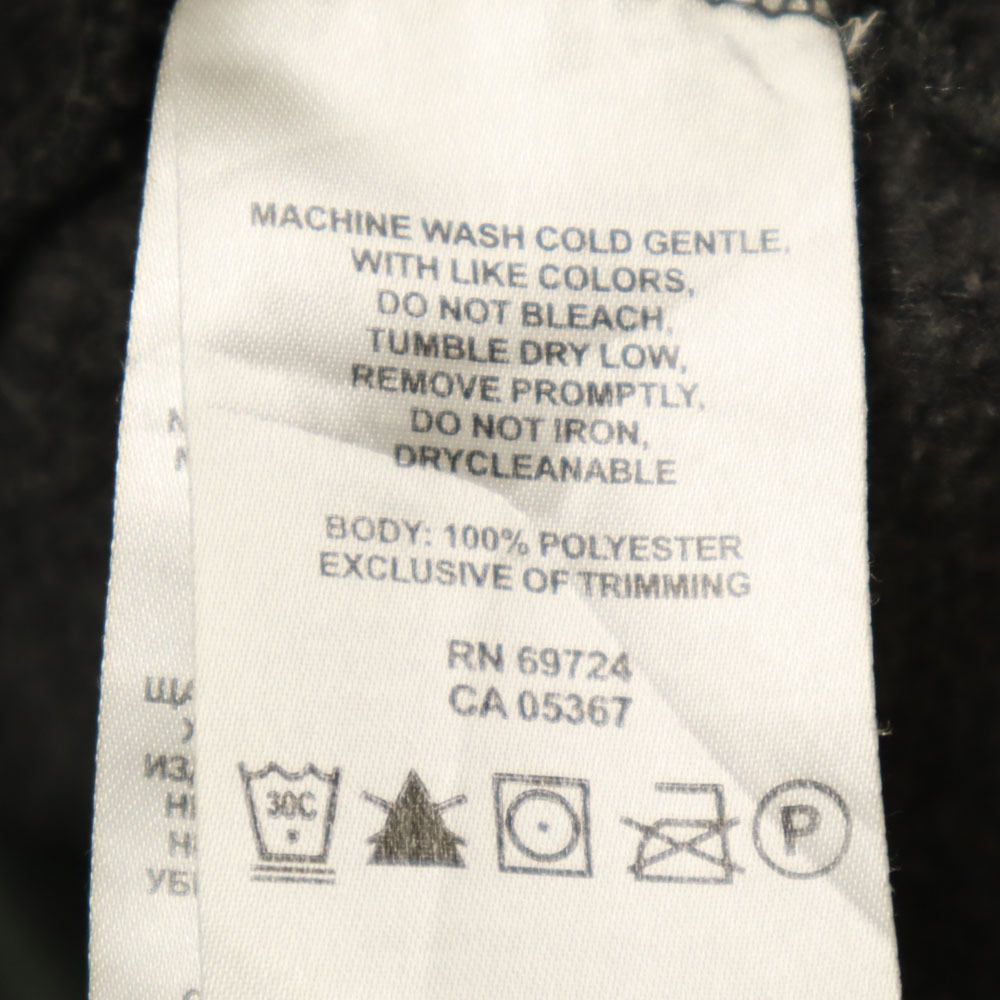 MACHINE WASH COLD GENTLE,
WITH LIKE COLORS,
DO NOT BLEACH,
TUMBLE DRY LOW,
REMOVE PROMPTLY,
DO NOT IRON,
DRYCLEANABLE
BODY: 100% POLYESTER
EXCLUSIVE OF TRIMMING
RN 69724
CA 05367
30C
P